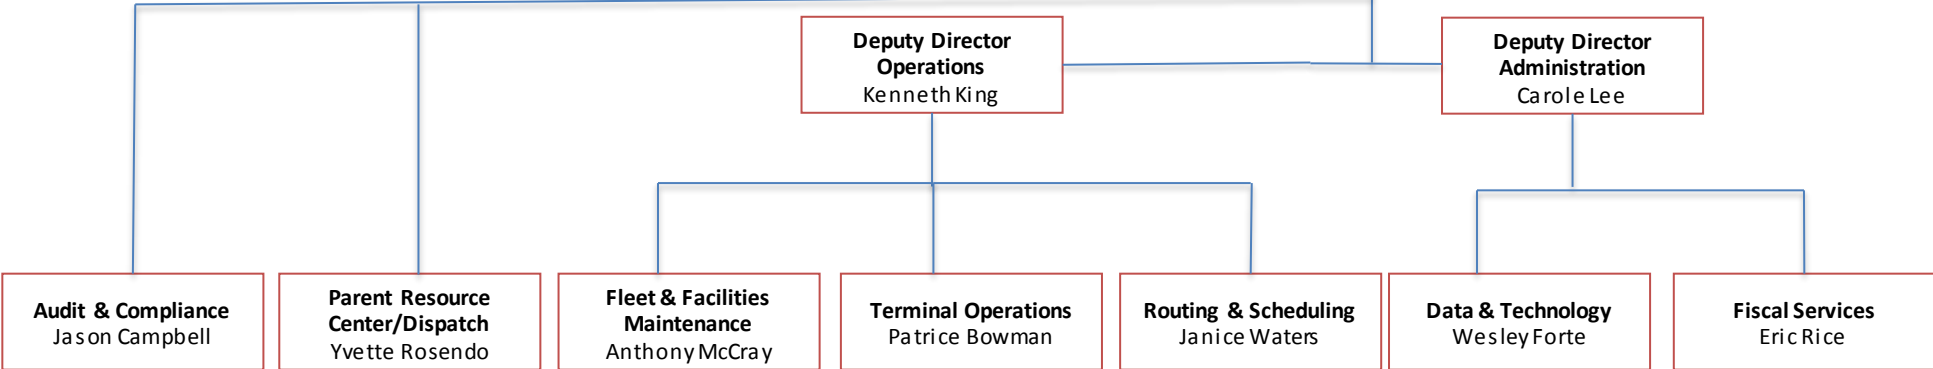 Deputy Director
Operations
Kenneth King
Deputy Director
Administration
Carole Lee
Audit & Compliance
Jason Campbell
Parent Resource
Center/Dispatch
Yvette Rosendo
Fleet & Facilities
Maintenance
Anthony McCray
Terminal Operations
Patrice Bowman
Routing & Scheduling
Janice Waters
Data & Technology
Wesley Forte
Fiscal Services
Eric Rice